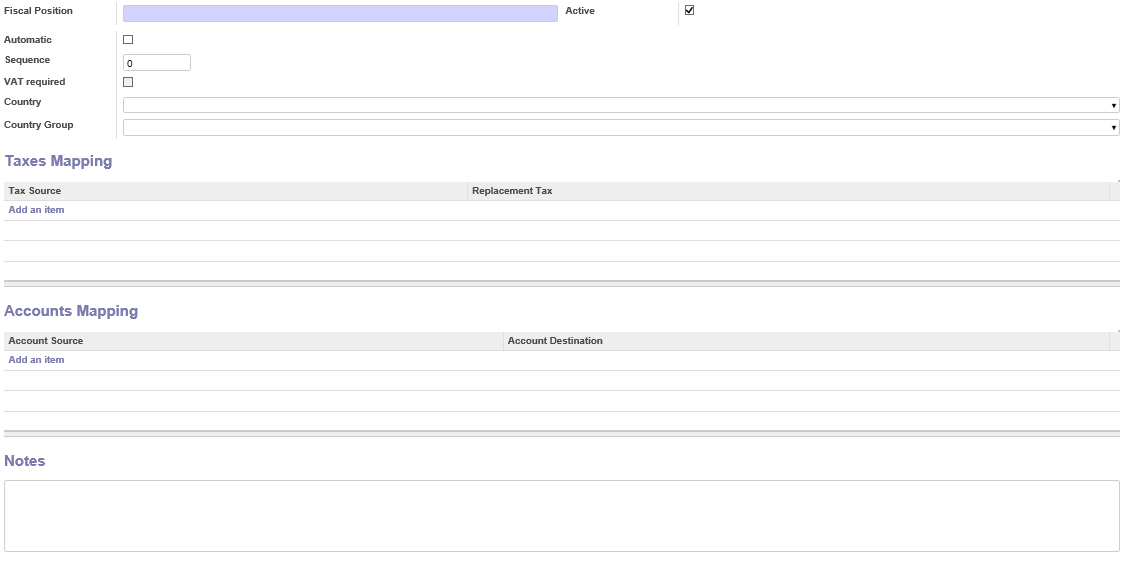 Fiscal Position Active
Automatic
Sequence 0
VAT required
Country
Country Group
Taxes Mapping
Tax Source Replacement Tax
Add an item
Accounts Mapping
Account Source Account Destination
Add an item
Notes